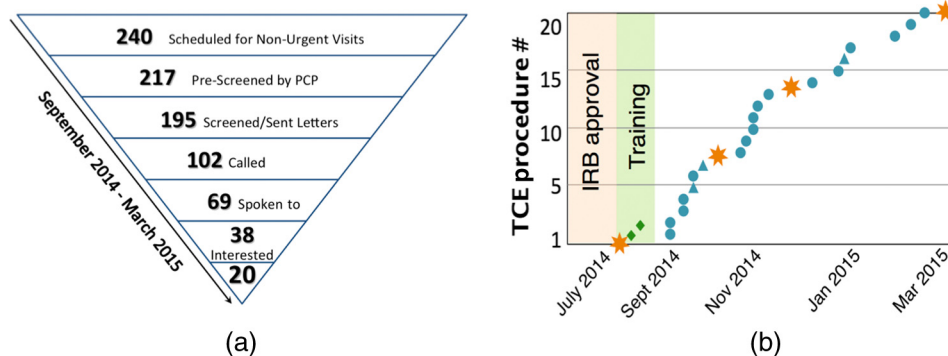 240 Scheduled for Non-Urgent Visits
217 Pre-Screened by PCP
195 Screened/Sent Letters
102 Called
69 Spoken to
38
Interested
20
September 2014 - March 2015
(a)
TCE procedure #
20
15
10
5
1
IRB approval
Training
July 2014
Sept 2014
Nov 2014
Jan 2015
Mar 2015
(b)